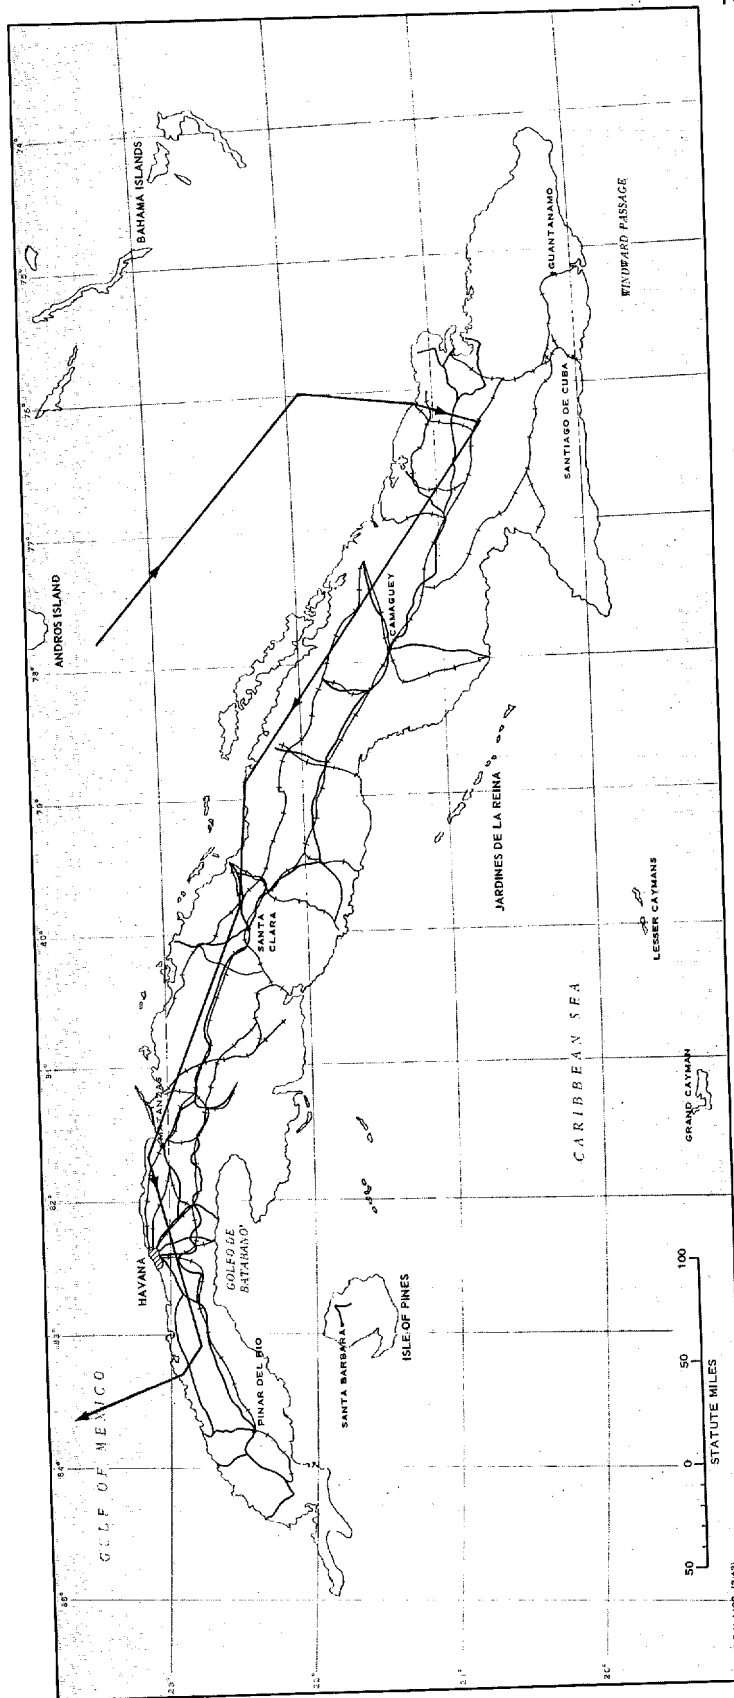 GULF OF MEXICO
HAVANA
MATANZAS
PINAR DEL RIO
GOLFO DE
BATABANO
SANTA BARBARA
ISLE OF PINES
SANTA
CLARA
CAMAGUEY
JARDINES DE LA REINA
CARIBBEAN SEA
GRAND CAYMAN
LESSER CAYMANS
ANDROS ISLAND
BAHAMA ISLANDS
SANTIAGO DE CUBA
GUANTANAMO
WINDWARD PASSAGE
85°
84°
83°
82°
81°
80°
79°
78°
77°
76°
75°
74°
23°
22°
21°
20°
50 0 50 100
STATUTE MILES